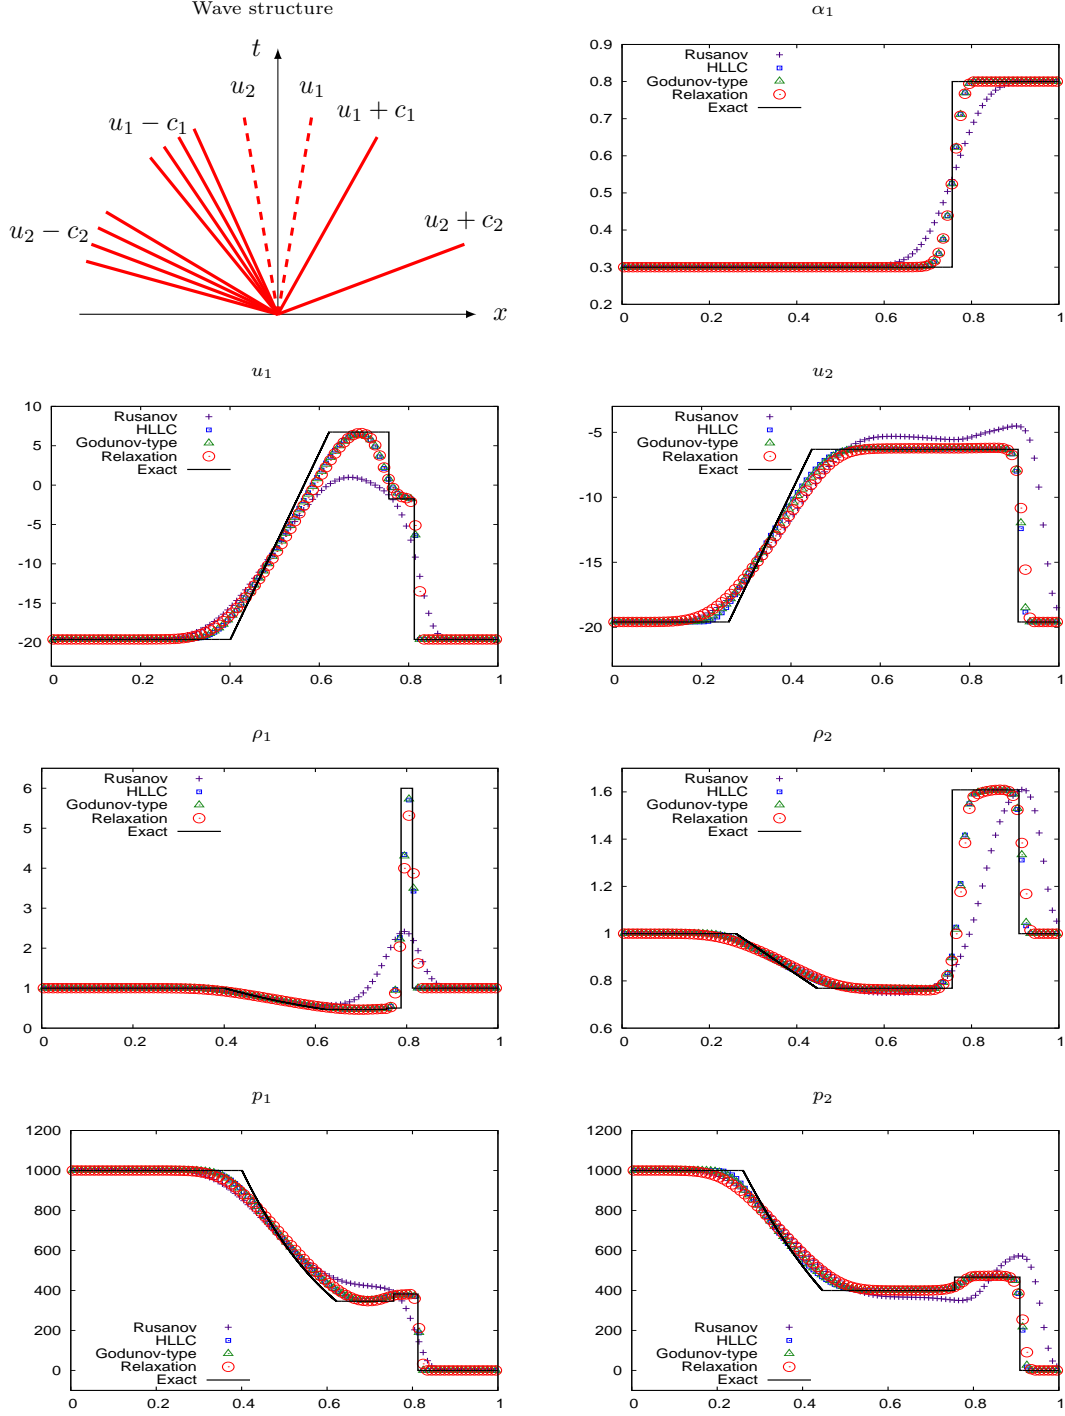 Wave structure
t
u₂
u₁
u₁ − c₁
u₁ + c₁
u₂ − c₂
u₂ + c₂
x
α₁
0.9
0.8
0.7
0.6
0.5
0.4
0.3
0.2
0 0.2 0.4 0.6 0.8 1
Rusanov
HLLC
Godunov-type
Relaxation
Exact
u₁
10
5
0
-5
-10
-15
-20
0 0.2 0.4 0.6 0.8 1
Rusanov
HLLC
Godunov-type
Relaxation
Exact
u₂
-5
-10
-15
-20
0 0.2 0.4 0.6 0.8 1
Rusanov
HLLC
Godunov-type
Relaxation
Exact
ρ₁
6
5
4
3
2
1
0
0 0.2 0.4 0.6 0.8 1
Rusanov
HLLC
Godunov-type
Relaxation
Exact
ρ₂
1.6
1.4
1.2
1
0.8
0.6
0 0.2 0.4 0.6 0.8 1
Rusanov
HLLC
Godunov-type
Relaxation
Exact
p₁
1200
1000
800
600
400
200
0
0 0.2 0.4 0.6 0.8 1
Rusanov
HLLC
Godunov-type
Relaxation
Exact
p₂
1200
1000
800
600
400
200
0
0 0.2 0.4 0.6 0.8 1
Rusanov
HLLC
Godunov-type
Relaxation
Exact